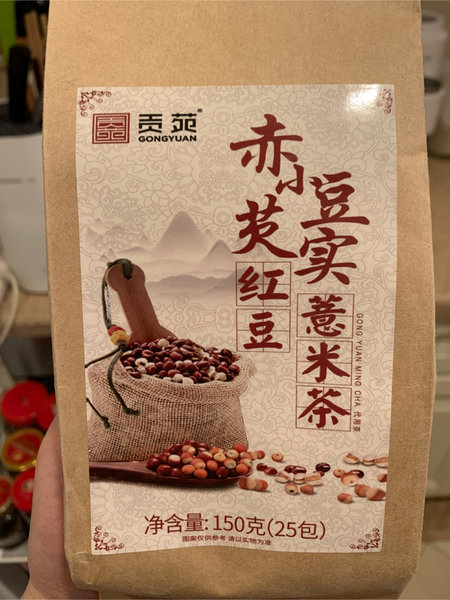 贡苑®
GONGYUAN
赤小豆
芡实
红豆
薏米茶
GONG YUAN MING CHA 代用茶
净含量:150克(25包)
图案仅供参考 请以实物为准